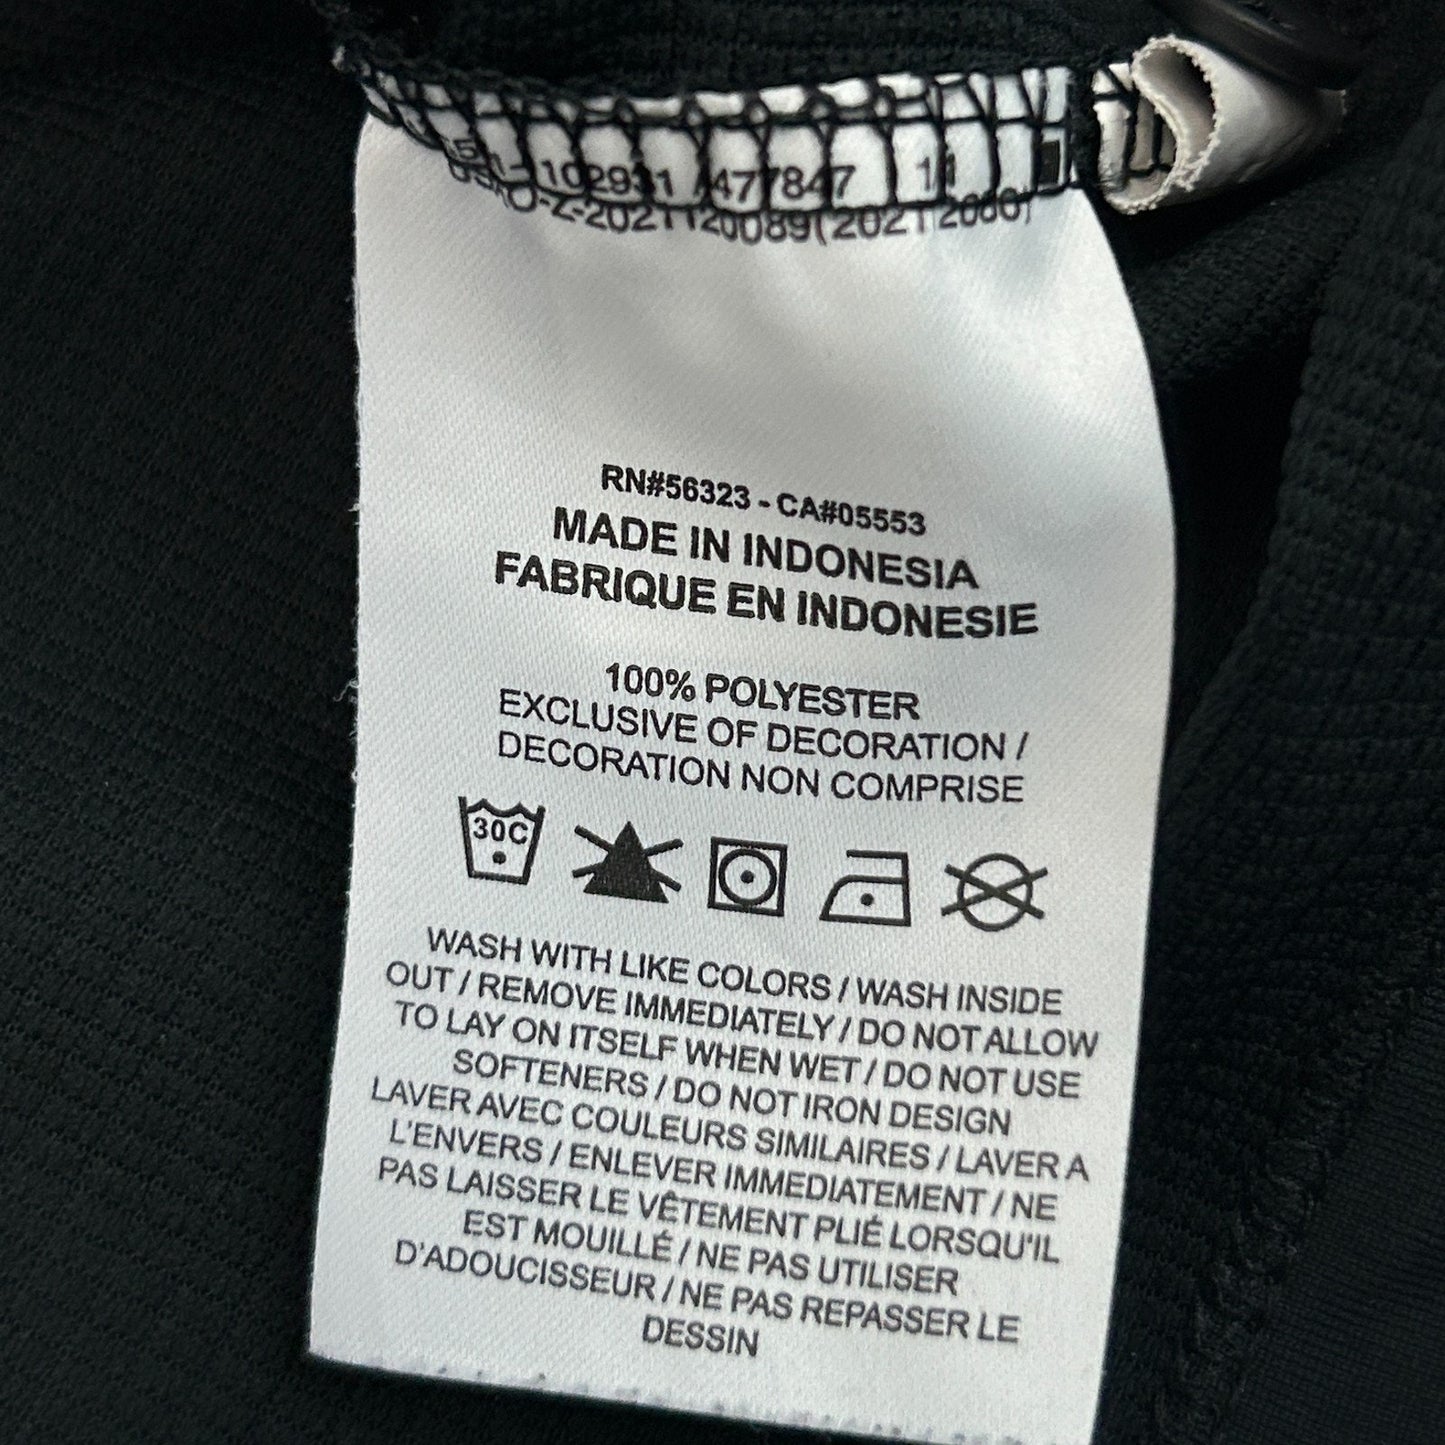 102931 477847 11
RN#56323 - CA#05553
MADE IN INDONESIA
FABRIQUE EN INDONESIE
100% POLYESTER
EXCLUSIVE OF DECORATION /
DECORATION NON COMPRISE
30C
WASH WITH LIKE COLORS / WASH INSIDE
OUT / REMOVE IMMEDIATELY / DO NOT ALLOW
TO LAY ON ITSELF WHEN WET / DO NOT USE
SOFTENERS / DO NOT IRON DESIGN
LAVER AVEC COULEURS SIMILAIRES / LAVER A
L'ENVERS / ENLEVER IMMEDIATEMENT / NE
PAS LAISSER LE VÊTEMENT PLIÉ LORSQU'IL
EST MOUILLÉ / NE PAS UTILISER
D'ADOUCISSEUR / NE PAS REPASSER LE
DESSIN